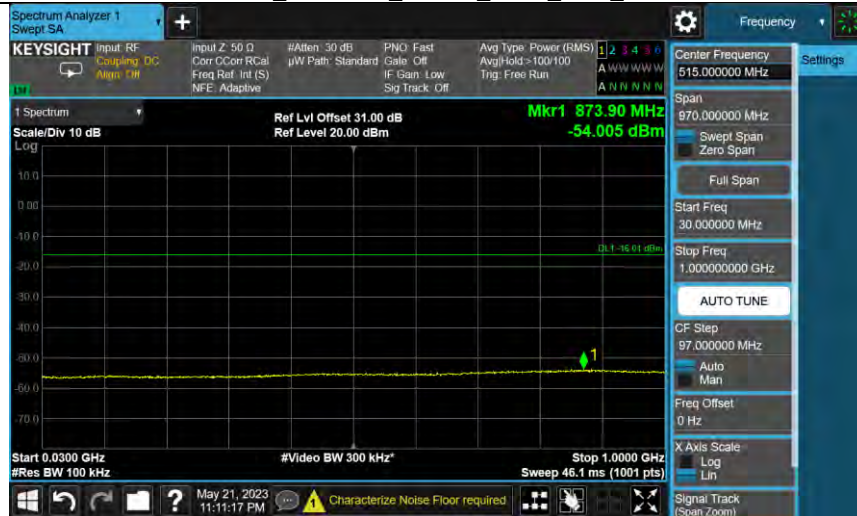 Spectrum Analyzer 1
Swept SA
+
Frequency
KEYSIGHT Input: RF
Coupling: DC
Align: Off
Input Z: 50 Ω
Corr CCorr RCal
Freq Ref: Int (S)
NFE: Adaptive
#Atten: 30 dB
µW Path: Standard
PNO: Fast
Gate: Off
IF Gain: Low
Sig Track: Off
Avg Type: Power (RMS)
Avg|Hold:>100/100
Trig: Free Run
1 2 3 4 5 6
A W W W W W
A N N N N N
Center Frequency
515.000000 MHz
Settings
1 Spectrum
Scale/Div 10 dB
Log
Ref Lvl Offset 31.00 dB
Ref Level 20.00 dBm
Mkr1 873.90 MHz
-54.005 dBm
Span
970.000000 MHz
Swept Span
Zero Span
Full Span
Start Freq
30.000000 MHz
Stop Freq
1.000000000 GHz
AUTO TUNE
CF Step
97.000000 MHz
Auto
Man
Freq Offset
0 Hz
X Axis Scale
Log
Lin
Signal Track
(Span Zoom)
10.0
0.00
-10.0
DL1 -16.01 dBm
-20.0
-30.0
-40.0
-50.0
1
-60.0
-70.0
Start 0.0300 GHz
#Res BW 100 kHz
#Video BW 300 kHz*
Stop 1.0000 GHz
Sweep 46.1 ms (1001 pts)
? May 21, 2023
11:11:17 PM
Characterize Noise Floor required